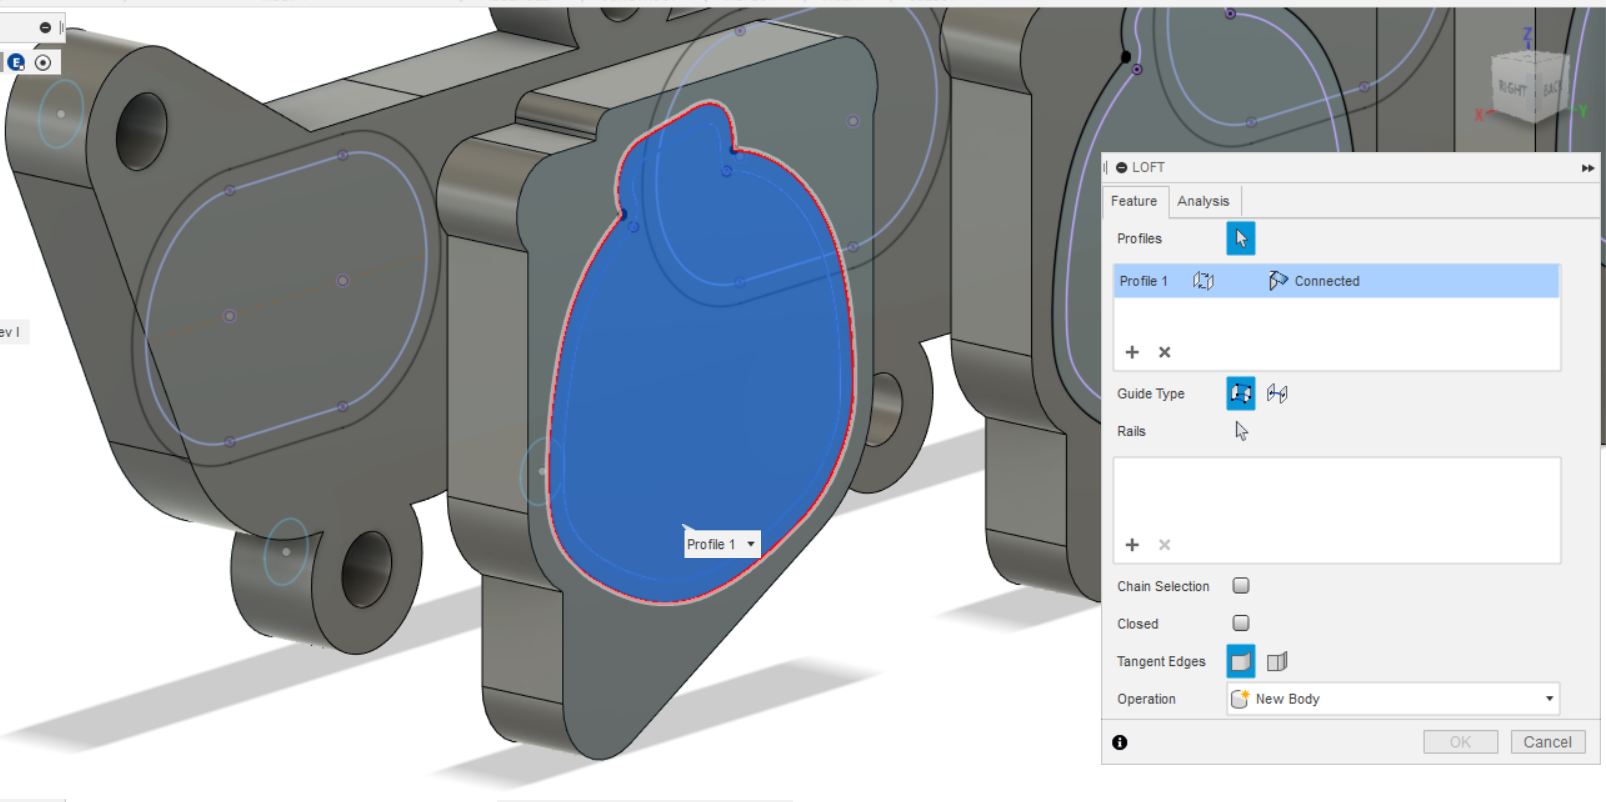 Z
RIGHT
BACK
X
Y
LOFT
Feature
Analysis
Profiles
Profile 1
Connected
ev I
Guide Type
Rails
Profile 1
Chain Selection
Closed
Tangent Edges
Operation
New Body
OK
Cancel